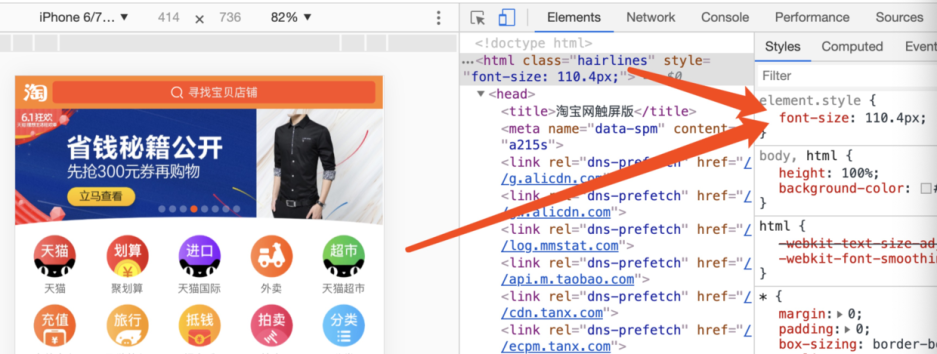 iPhone 6/7… ▼ 414 × 736 82% ▼
Elements Network Console Performance Sources
淘 寻找宝贝店铺
6.1狂欢
省钱秘籍公开
先抢300元券再购物
立马查看
天猫 划算 进口 超市
天猫 聚划算 天猫国际 外卖 天猫超市
充值 旅行 抵钱 拍卖 分类
<!doctype html>
…<html class="hairlines" style=
"font-size: 110.4px;"> == $0
▼<head>
<title>淘宝网触屏版</title>
<meta name="data-spm" content=
"a215s">
<link rel="dns-prefetch" href="/
/g.alicdn.com">
<link rel="dns-prefetch" href="/
alicdn.com">
<link rel="dns-prefetch" href="/
/log.mmstat.com">
<link rel="dns-prefetch" href="/
/api.m.taobao.com">
<link rel="dns-prefetch" href="/
/cdn.tanx.com">
<link rel="dns-prefetch" href="/
/ecpm.tanx.com">
Styles Computed Event
Filter
element.style {
font-size: 110.4px;
}
body, html {
height: 100%;
background-color: #
}
html {
-webkit-text-size-ad
-webkit-font-smoothin
}
* {
margin:▶ 0;
padding:▶ 0;
box-sizing: border-bo